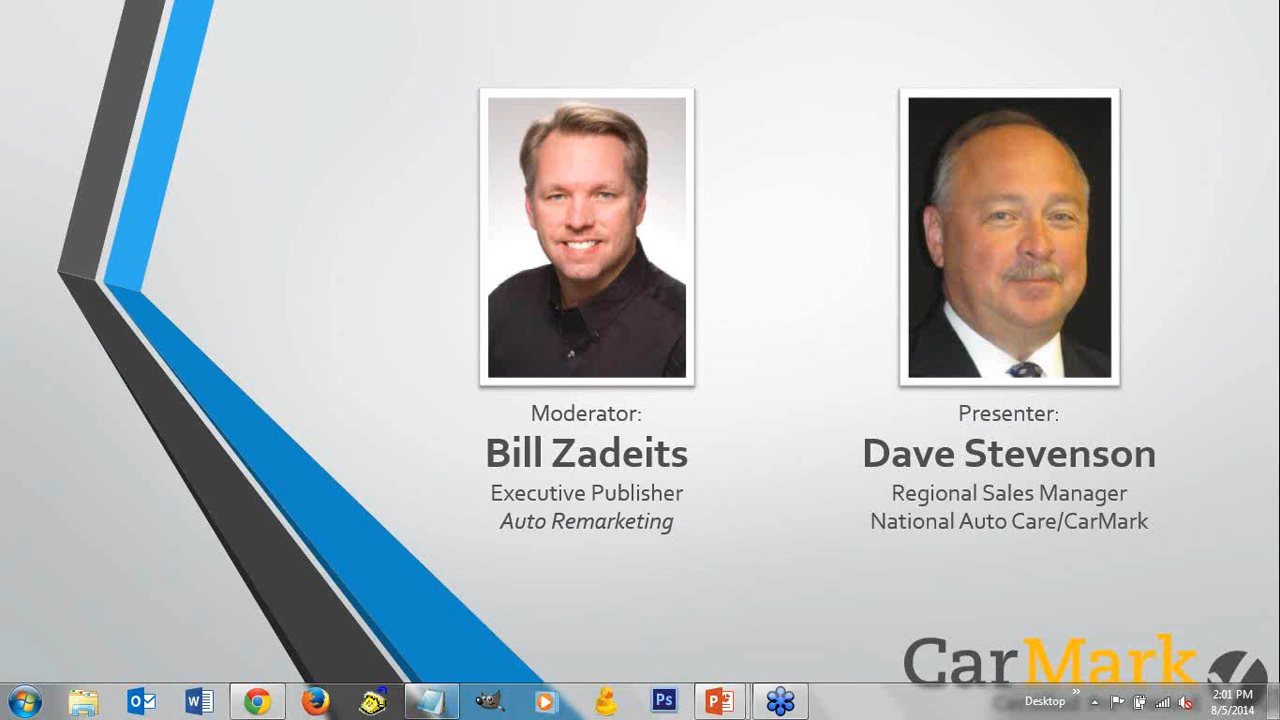 Moderator:
Bill Zadeits
Executive Publisher
Auto Remarketing
Presenter:
Dave Stevenson
Regional Sales Manager
National Auto Care/CarMark
CarMark
Ps
Desktop
2:01 PM
8/5/2014